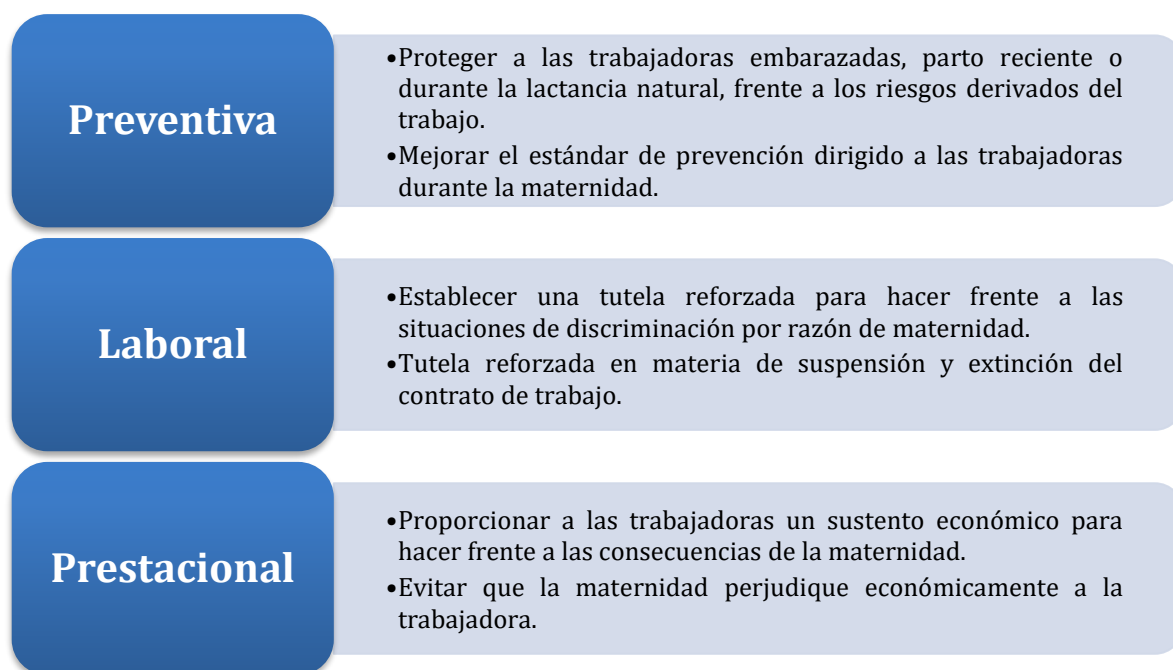 Preventiva
•Proteger a las trabajadoras embarazadas, parto reciente o
durante la lactancia natural, frente a los riesgos derivados del
trabajo.
•Mejorar el estándar de prevención dirigido a las trabajadoras
durante la maternidad.
Laboral
•Establecer una tutela reforzada para hacer frente a las
situaciones de discriminación por razón de maternidad.
•Tutela reforzada en materia de suspensión y extinción del
contrato de trabajo.
Prestacional
•Proporcionar a las trabajadoras un sustento económico para
hacer frente a las consecuencias de la maternidad.
•Evitar que la maternidad perjudique económicamente a la
trabajadora.